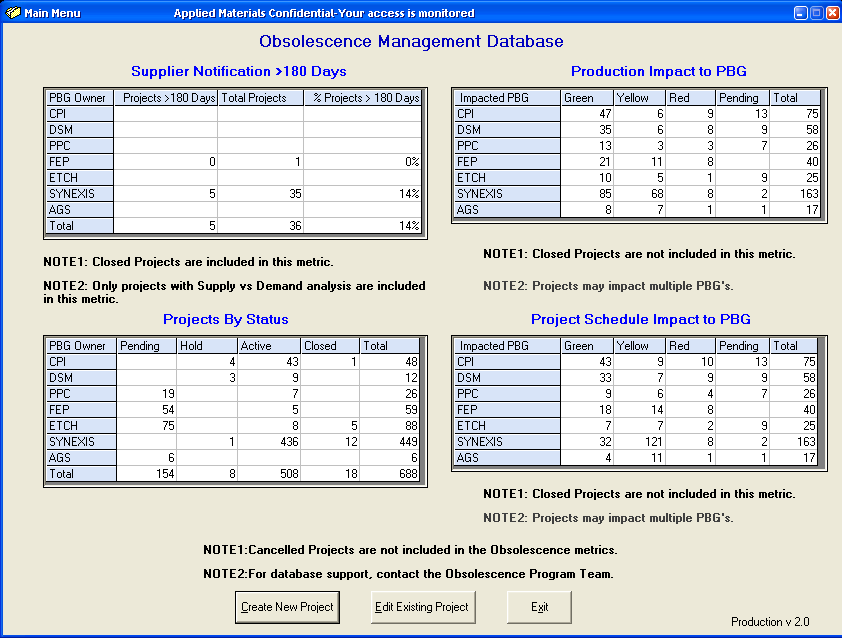 Main Menu Applied Materials Confidential-Your access is monitored
Obsolescence Management Database
Supplier Notification >180 Days
PBG Owner Projects >180 Days Total Projects % Projects > 180 Days
CPI
DSM
PPC
FEP 0 1 0%
ETCH
SYNEXIS 5 35 14%
AGS
Total 5 36 14%
NOTE1: Closed Projects are included in this metric.
NOTE2: Only projects with Supply vs Demand analysis are included
in this metric.
Production Impact to PBG
Impacted PBG Green Yellow Red Pending Total
CPI 47 6 9 13 75
DSM 35 6 8 9 58
PPC 13 3 3 7 26
FEP 21 11 8 40
ETCH 10 5 1 9 25
SYNEXIS 85 68 8 2 163
AGS 8 7 1 1 17
NOTE1: Closed Projects are not included in this metric.
NOTE2: Projects may impact multiple PBG's.
Projects By Status
PBG Owner Pending Hold Active Closed Total
CPI 4 43 1 48
DSM 3 9 12
PPC 19 7 26
FEP 54 5 59
ETCH 75 8 5 88
SYNEXIS 1 436 12 449
AGS 6 6
Total 154 8 508 18 688
Project Schedule Impact to PBG
Impacted PBG Green Yellow Red Pending Total
CPI 43 9 10 13 75
DSM 33 7 9 9 58
PPC 9 6 4 7 26
FEP 18 14 8 40
ETCH 7 7 2 9 25
SYNEXIS 32 121 8 2 163
AGS 4 11 1 1 17
NOTE1: Closed Projects are not included in this metric.
NOTE2: Projects may impact multiple PBG's.
NOTE1:Cancelled Projects are not included in the Obsolescence metrics.
NOTE2:For database support, contact the Obsolescence Program Team.
Create New Project Edit Existing Project Exit
Production v 2.0